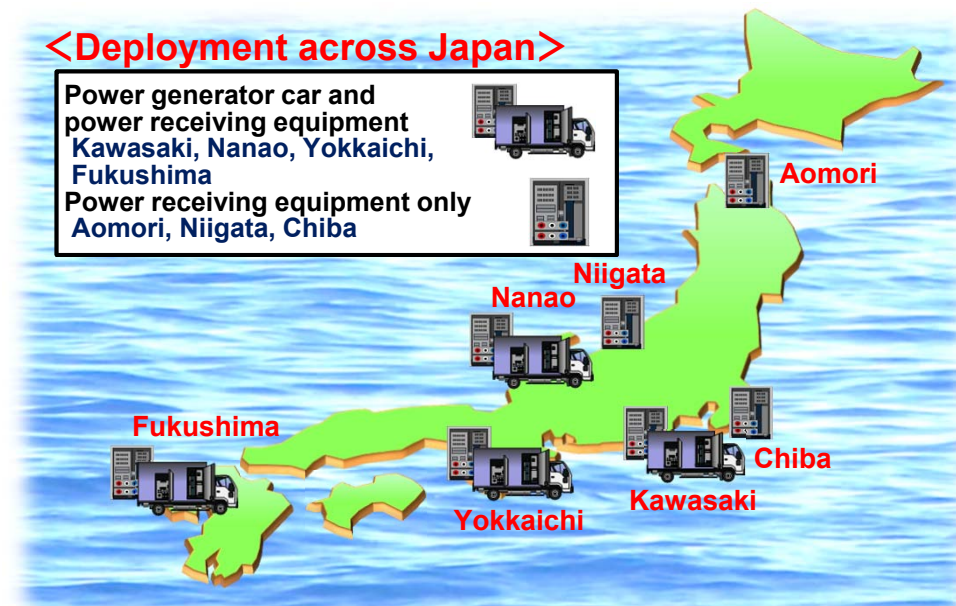 <Deployment across Japan>
Power generator car and
power receiving equipment
Kawasaki, Nanao, Yokkaichi,
Fukushima
Power receiving equipment only
Aomori, Niigata, Chiba
Aomori
Niigata
Nanao
Fukushima
Chiba
Kawasaki
Yokkaichi